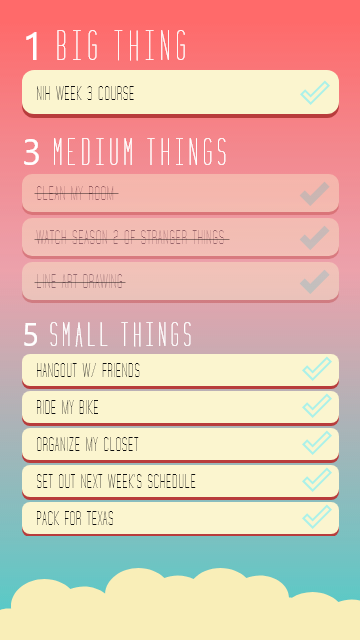 1 BIG THING
NIH WEEK 3 COURSE
3 MEDIUM THINGS
CLEAN MY ROOM
WATCH SEASON 2 OF STRANGER THINGS
LINE ART DRAWING
5 SMALL THINGS
HANGOUT W/ FRIENDS
RIDE MY BIKE
ORGANIZE MY CLOSET
SET OUT NEXT WEEK'S SCHEDULE
PACK FOR TEXAS